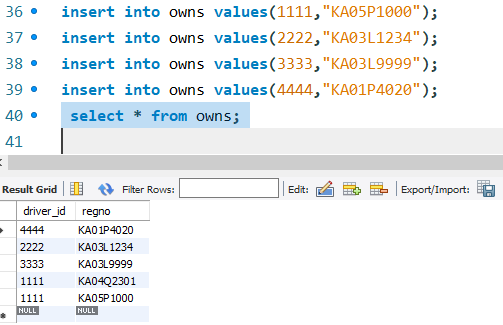 36 insert into owns values(1111,"KA05P1000");
37 insert into owns values(2222,"KA03L1234");
38 insert into owns values(3333,"KA03L9999");
39 insert into owns values(4444,"KA01P4020");
40 select * from owns;
41
Result Grid Filter Rows: Edit: Export/Import:
driver_id regno
4444 KA01P4020
2222 KA03L1234
3333 KA03L9999
1111 KA04Q2301
1111 KA05P1000
NULL NULL